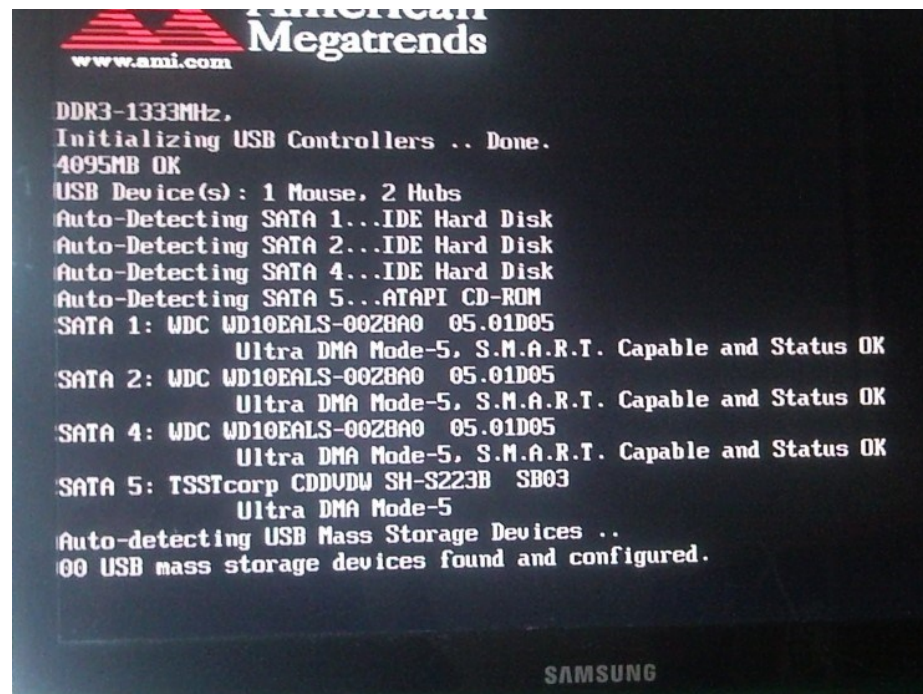 American
Megatrends
www.ami.com
DDR3-1333MHz,
Initializing USB Controllers .. Done.
4095MB OK
USB Device(s): 1 Mouse, 2 Hubs
Auto-Detecting SATA 1...IDE Hard Disk
Auto-Detecting SATA 2...IDE Hard Disk
Auto-Detecting SATA 4...IDE Hard Disk
Auto-Detecting SATA 5...ATAPI CD-ROM
SATA 1: WDC WD10EALS-00Z8A0 05.01D05
Ultra DMA Mode-5, S.M.A.R.T. Capable and Status OK
SATA 2: WDC WD10EALS-00Z8A0 05.01D05
Ultra DMA Mode-5, S.M.A.R.T. Capable and Status OK
SATA 4: WDC WD10EALS-00Z8A0 05.01D05
Ultra DMA Mode-5, S.M.A.R.T. Capable and Status OK
SATA 5: TSSTcorp CDDVDW SH-S223B SB03
Ultra DMA Mode-5
Auto-detecting USB Mass Storage Devices ..
00 USB mass storage devices found and configured.
SAMSUNG